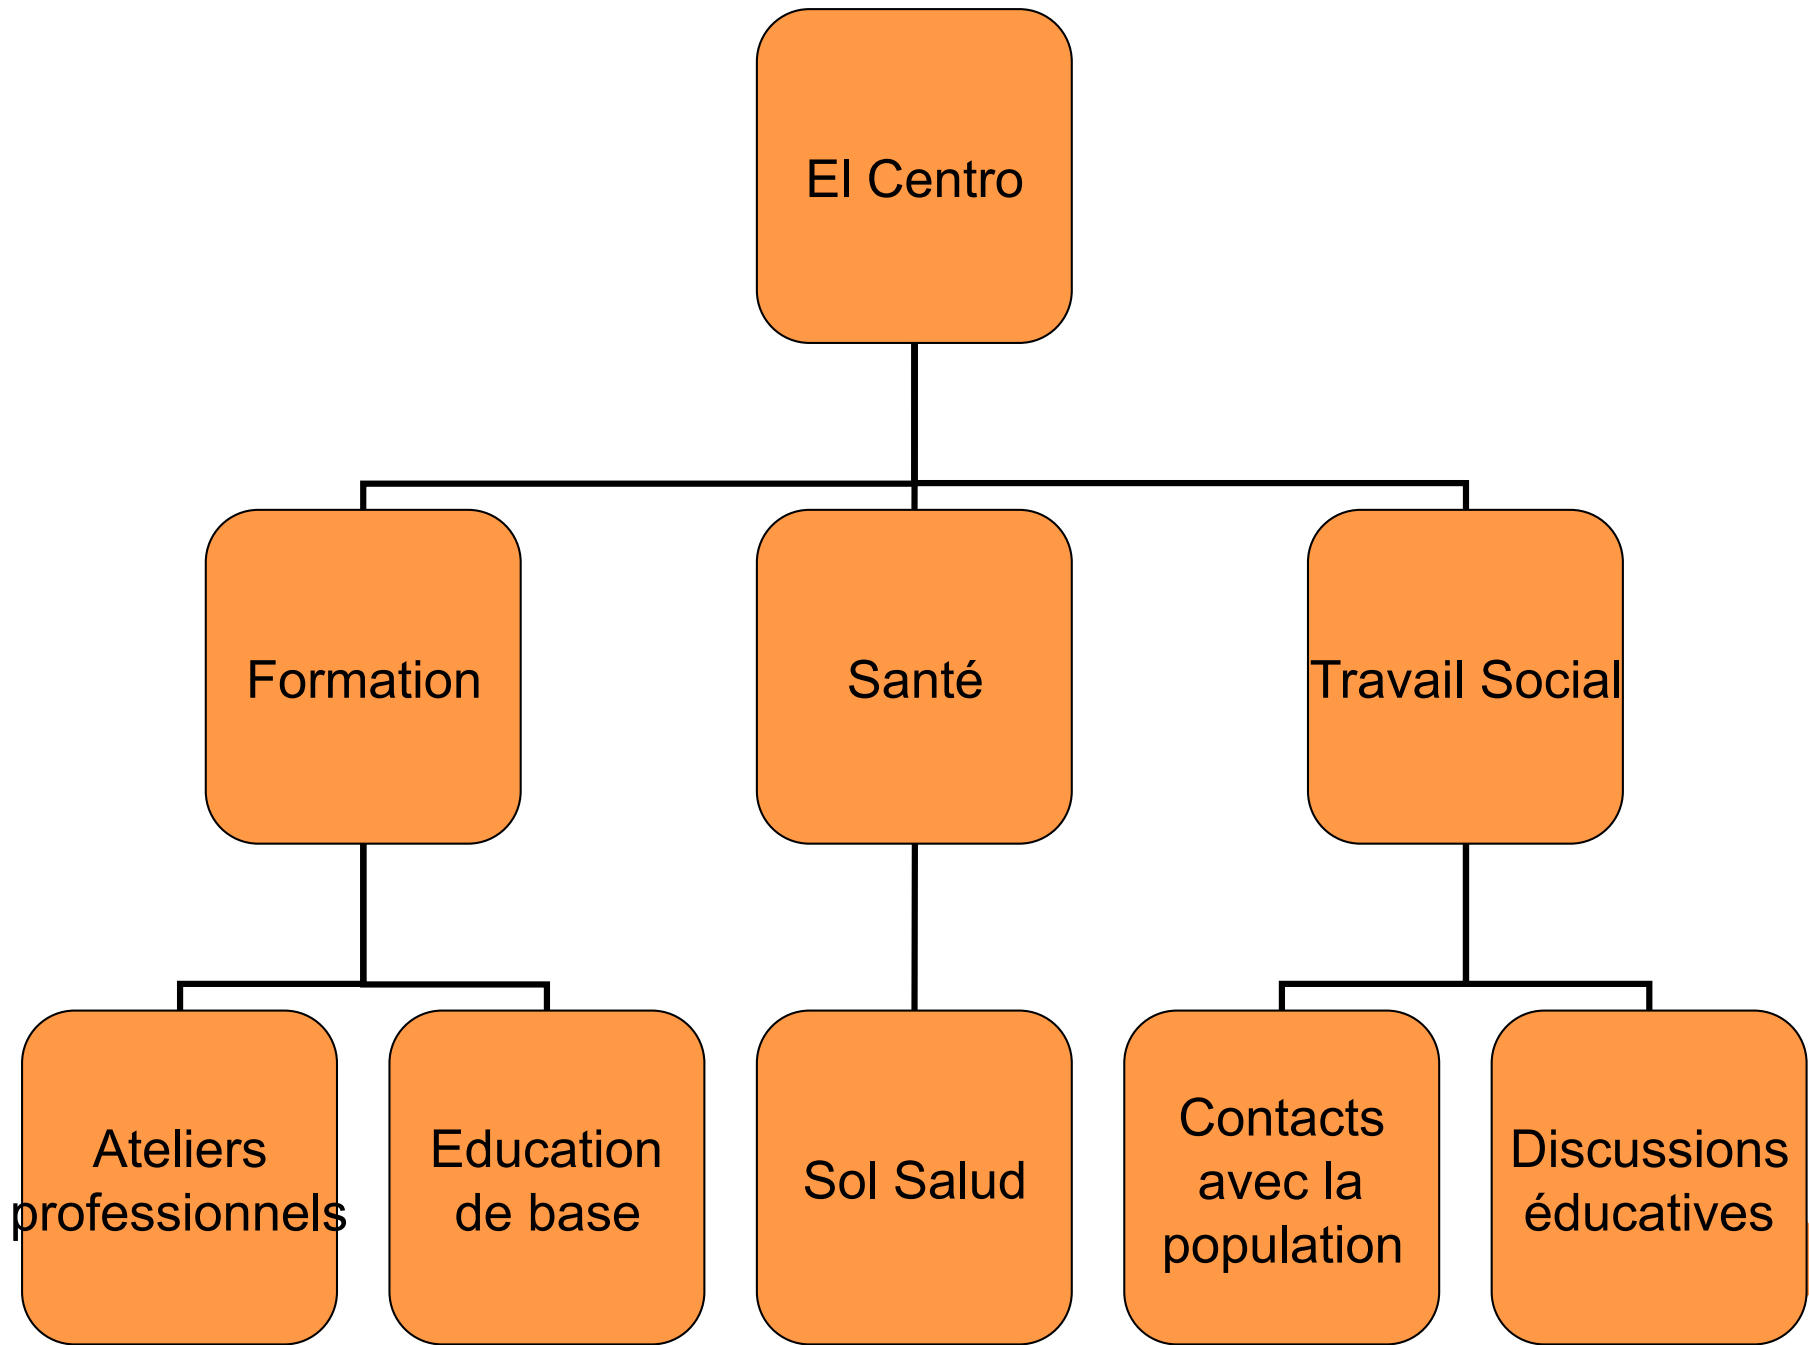 El Centro
Formation
Santé
Travail Social
Ateliers
professionnels
Education
de base
Sol Salud
Contacts
avec la
population
Discussions
éducatives